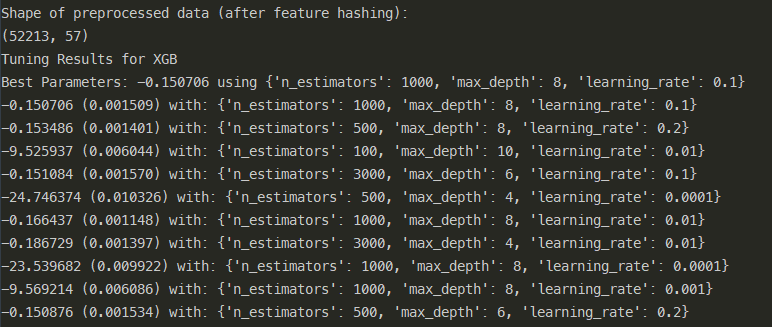 Shape of preprocessed data (after feature hashing):
(52213, 57)
Tuning Results for XGB
Best Parameters: −0.150706 using {'n_estimators': 1000, 'max_depth': 8, 'learning_rate': 0.1}
−0.150706 (0.001509) with: {'n_estimators': 1000, 'max_depth': 8, 'learning_rate': 0.1}
−0.153486 (0.001401) with: {'n_estimators': 500, 'max_depth': 8, 'learning_rate': 0.2}
−9.525937 (0.006044) with: {'n_estimators': 100, 'max_depth': 10, 'learning_rate': 0.01}
−0.151084 (0.001570) with: {'n_estimators': 3000, 'max_depth': 6, 'learning_rate': 0.1}
−24.746374 (0.010326) with: {'n_estimators': 500, 'max_depth': 4, 'learning_rate': 0.0001}
−0.166437 (0.001148) with: {'n_estimators': 1000, 'max_depth': 8, 'learning_rate': 0.01}
−0.186729 (0.001397) with: {'n_estimators': 3000, 'max_depth': 4, 'learning_rate': 0.01}
−23.539682 (0.009922) with: {'n_estimators': 1000, 'max_depth': 8, 'learning_rate': 0.0001}
−9.569214 (0.006086) with: {'n_estimators': 1000, 'max_depth': 8, 'learning_rate': 0.001}
−0.150876 (0.001534) with: {'n_estimators': 500, 'max_depth': 6, 'learning_rate': 0.2}